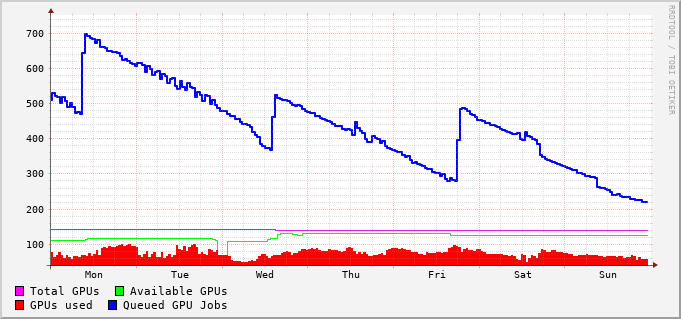 RRDTOOL / TOBI OETIKER
700
600
500
400
300
200
100
Mon Tue Wed Thu Fri Sat Sun
Total GPUs Available GPUs
GPUs used Queued GPU Jobs